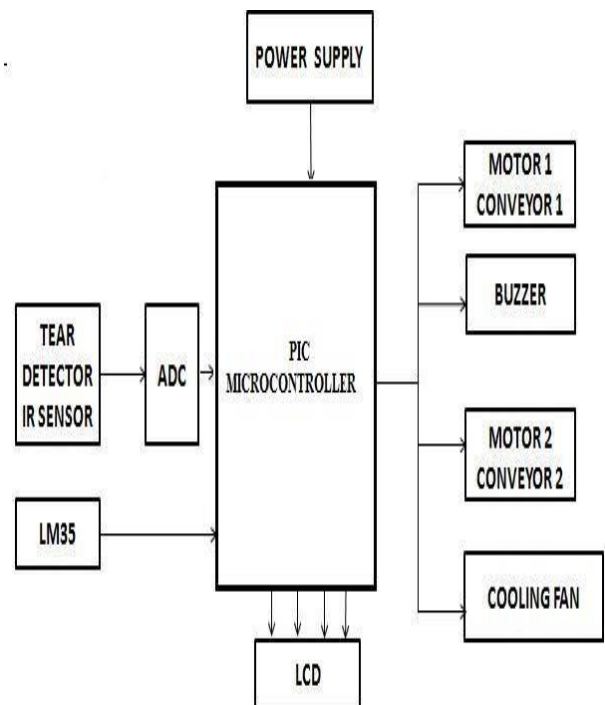 POWER SUPPLY
MOTOR 1
CONVEYOR 1
BUZZER
TEAR
DETECTOR
IR SENSOR
ADC
PIC
MICROCONTROLLER
MOTOR 2
CONVEYOR 2
LM35
COOLING FAN
LCD